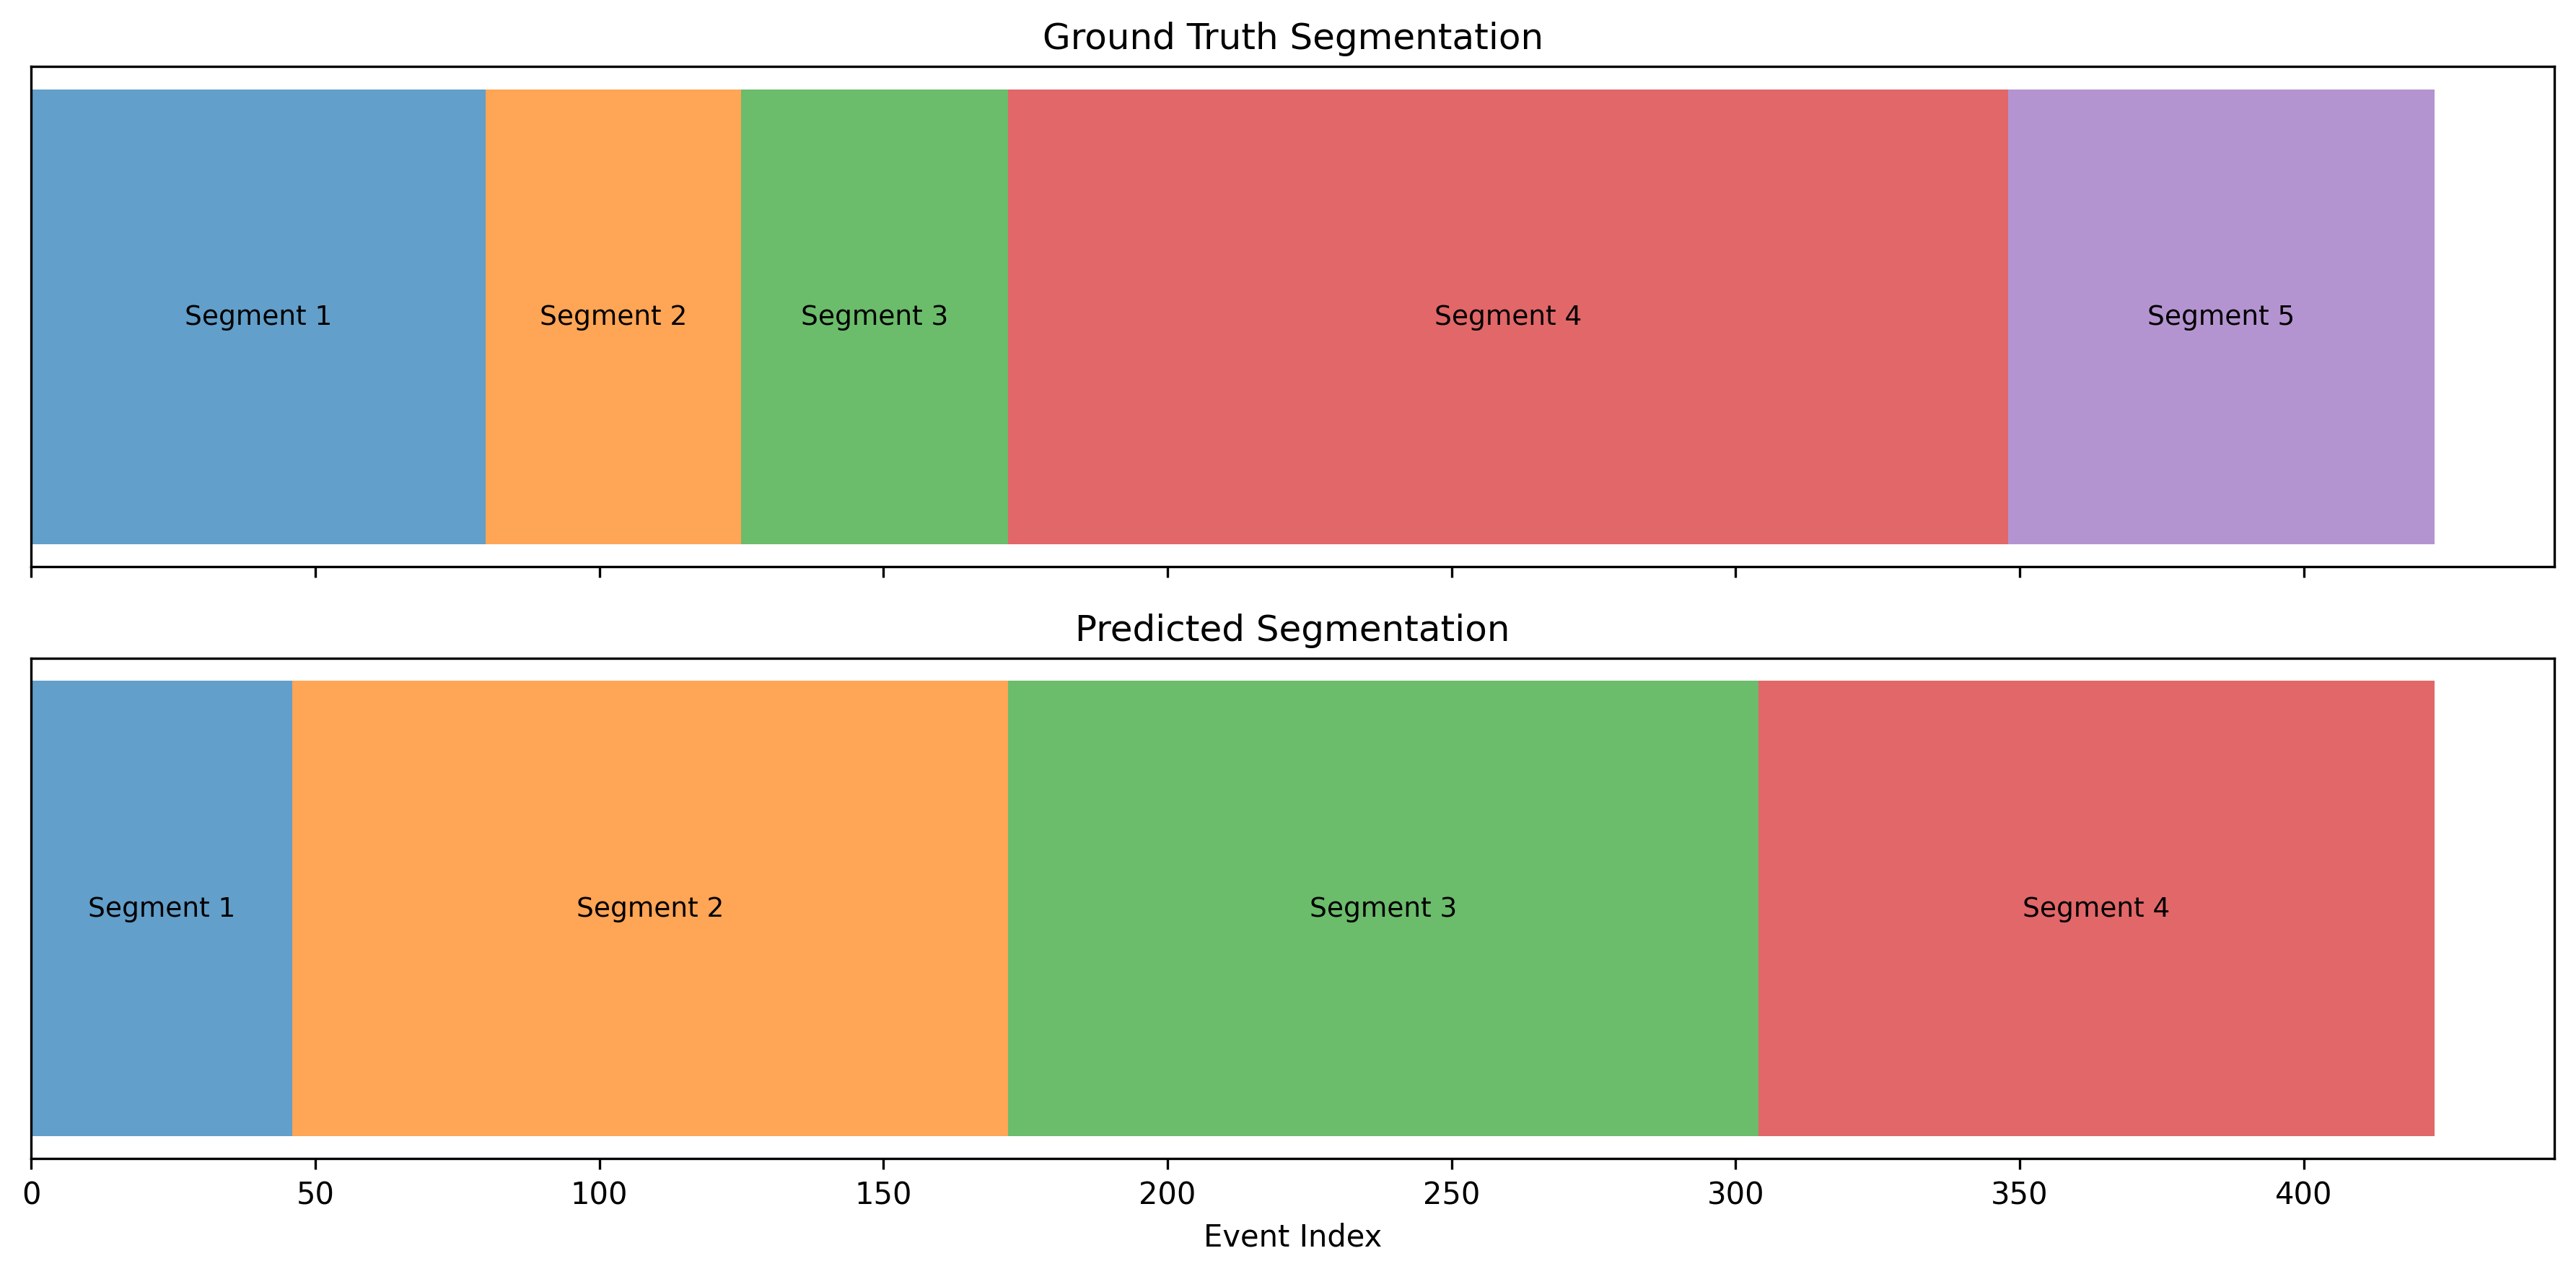 Ground Truth Segmentation
Segment 1 Segment 2 Segment 3 Segment 4 Segment 5
Predicted Segmentation
Segment 1 Segment 2 Segment 3 Segment 4
0 50 100 150 200 250 300 350 400
Event Index